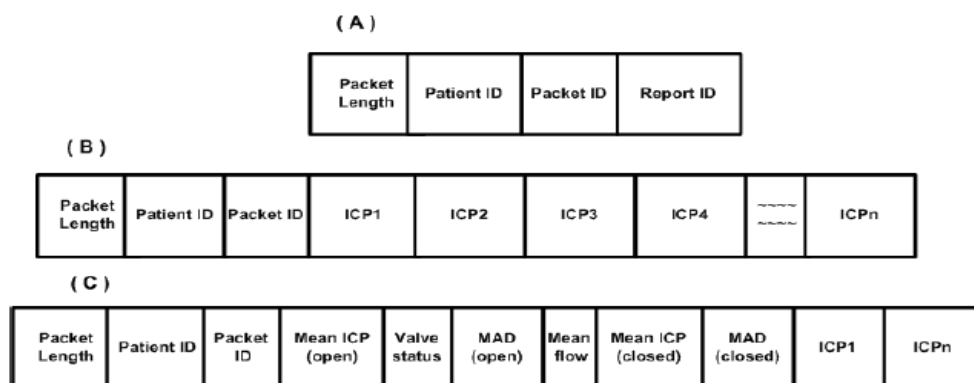 ( A )
Packet Length Patient ID Packet ID Report ID
( B )
Packet Length Patient ID Packet ID ICP1 ICP2 ICP3 ICP4 ~~~~ ~~~~ ICPn
( C )
Packet Length Patient ID Packet ID Mean ICP (open) Valve status MAD (open) Mean flow Mean ICP (closed) MAD (closed) ICP1 ICPn